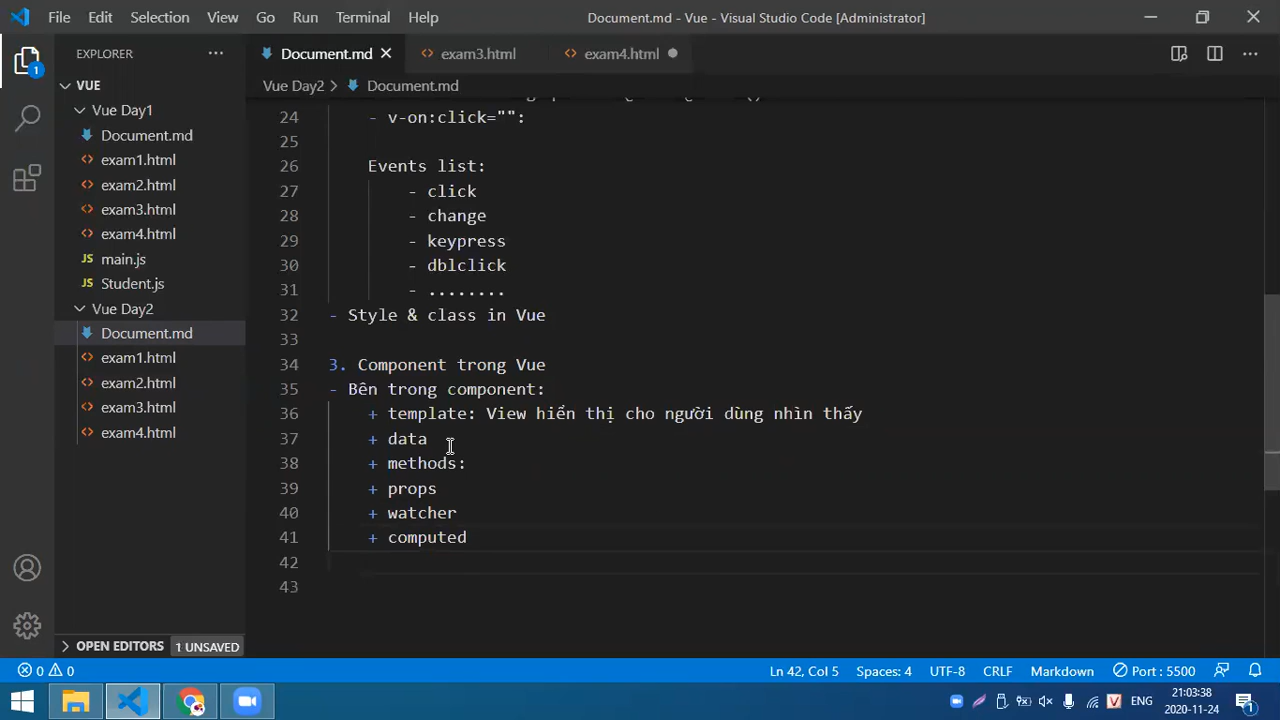 File Edit Selection View Go Run Terminal Help
Document.md - Vue - Visual Studio Code [Administrator]
EXPLORER
Document.md
exam3.html
exam4.html
1
VUE
Vue Day2 > Document.md
Vue Day1
Document.md
exam1.html
exam2.html
exam3.html
exam4.html
main.js
Student.js
Vue Day2
Document.md
exam1.html
exam2.html
exam3.html
exam4.html
24 - v-on:click="":
25
26 Events list:
27 - click
28 - change
29 - keypress
30 - dblclick
31 - ........
32 - Style & class in Vue
33
34 3. Component trong Vue
35 - Bên trong component:
36 + template: View hiển thị cho người dùng nhìn thấy
37 + data
38 + methods:
39 + props
40 + watcher
41 + computed
42
43
OPEN EDITORS 1 UNSAVED
0 0
Ln 42, Col 5 Spaces: 4 UTF-8 CRLF Markdown Port : 5500
ENG
21:03:38
2020-11-24
1